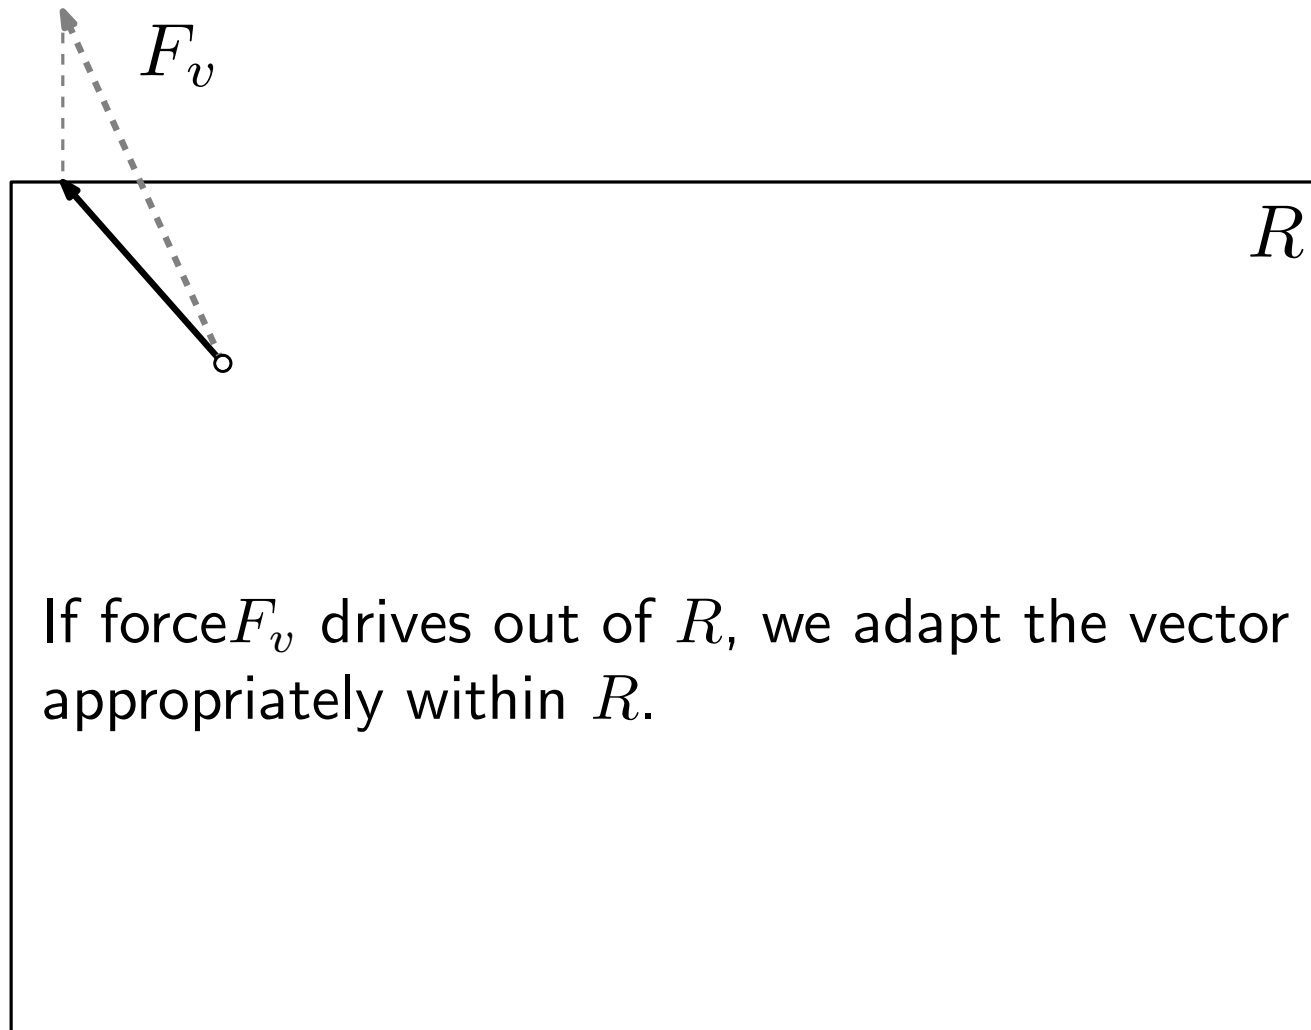 F_v
R
If forceF_v drives out of R, we adapt the vector
appropriately within R.